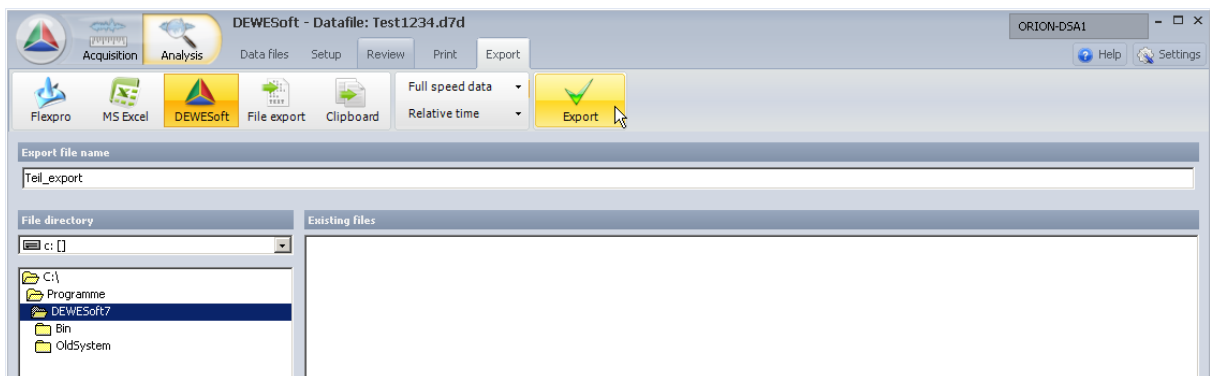 DEWESoft - Datafile: Test1234.d7d
ORION-DSA1
Acquisition Analysis Data files Setup Review Print Export
Help Settings
Full speed data
Relative time
Flexpro MS Excel DEWESoft File export Clipboard Export
TEXT
Export file name
Teil_export
File directory Existing files
c: []
C:\
Programme
DEWESoft7
Bin
OldSystem